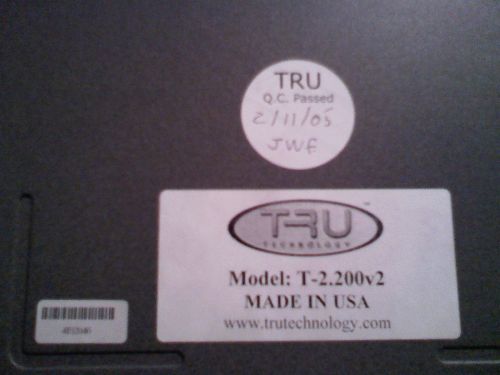 TRU
Q.C. Passed
2/11/05
JWF
TRU
TECHNOLOGY
Model: T-2.200v2
MADE IN USA
www.trutechnology.com